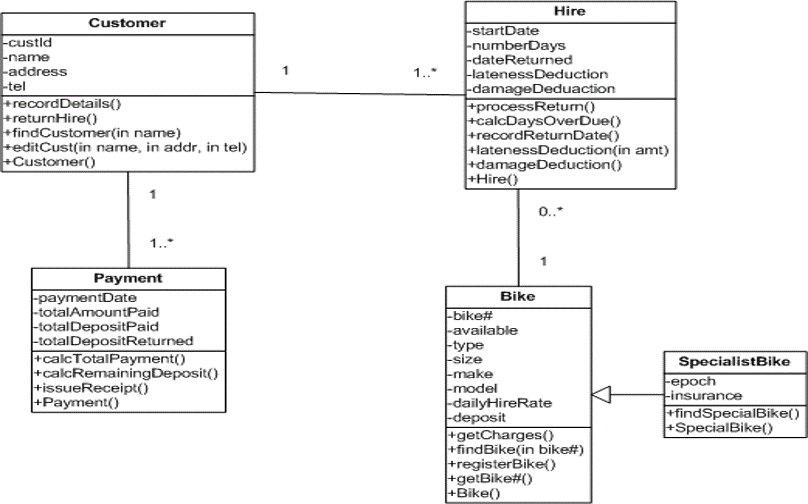 Customer
-custId
-name
-address
-tel
+recordDetails()
+returnHire()
+findCustomer(in name)
+editCust(in name, in addr, in tel)
+Customer()
1
1..*
Hire
-startDate
-numberDays
-dateReturned
-latenessDeduction
-damageDeduaction
+processReturn()
+calcDaysOverDue()
+recordReturnDate()
+latenessDeduction(in amt)
+damageDeduction()
+Hire()
1
1..*
0..*
1
Payment
-paymentDate
-totalAmountPaid
-totalDepositPaid
-totalDepositReturned
+calcTotalPayment()
+calcRemainingDeposit()
+issueReceipt()
+Payment()
Bike
-bike#
-available
-type
-size
-make
-model
-dailyHireRate
-deposit
+getCharges()
+findBike(in bike#)
+registerBike()
+getBike#()
+Bike()
SpecialistBike
-epoch
-insurance
+findSpecialBike()
+SpecialBike()